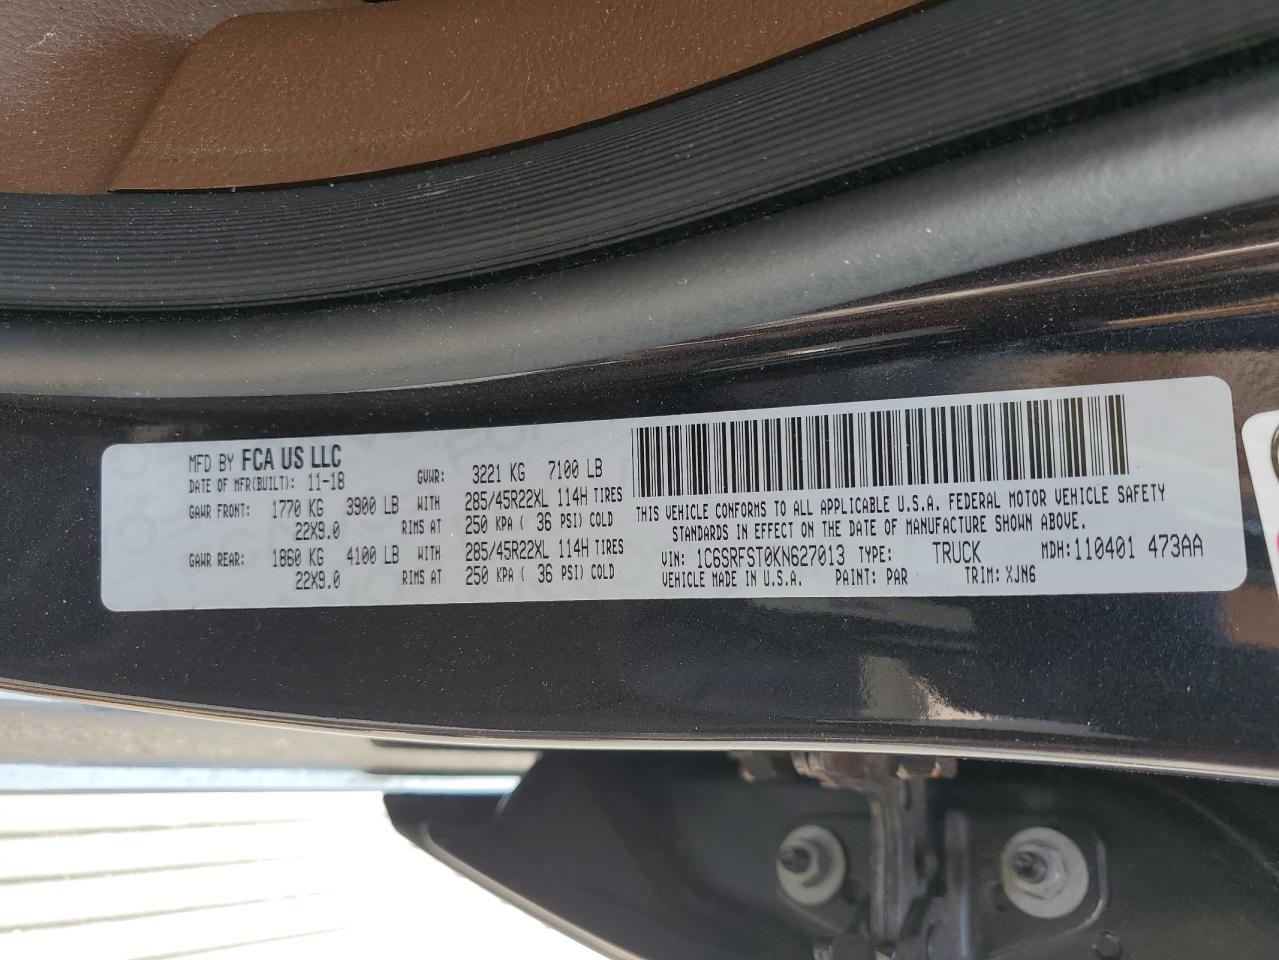 MFD BY FCA US LLC
DATE OF MFR(BUILT): 11-18 GVWR: 3221 KG 7100 LB
GAWR FRONT: 1770 KG 3900 LB WITH 285/45R22XL 114H TIRES
22X9.0 RIMS AT 250 KPA ( 36 PSI) COLD
GAWR REAR: 1860 KG 4100 LB WITH 285/45R22XL 114H TIRES
22X9.0 RIMS AT 250 KPA ( 36 PSI) COLD
THIS VEHICLE CONFORMS TO ALL APPLICABLE U.S.A. FEDERAL MOTOR VEHICLE SAFETY
STANDARDS IN EFFECT ON THE DATE OF MANUFACTURE SHOWN ABOVE.
VIN: 1C6SRFST0KN627013 TYPE: TRUCK MDH: 110401 473AA
VEHICLE MADE IN U.S.A. PAINT: PAR TRIM: XJN6